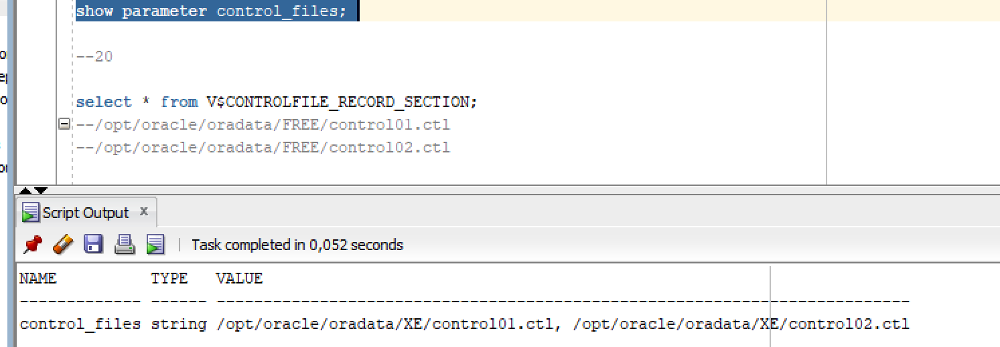 show parameter control_files;
--20
select * from V$CONTROLFILE_RECORD_SECTION;
--/opt/oracle/oradata/FREE/control01.ctl
--/opt/oracle/oradata/FREE/control02.ctl
Script Output x
Task completed in 0,052 seconds
NAME TYPE VALUE
------------- ------ --------------------------------------------------------------------------
control_files string /opt/oracle/oradata/XE/control01.ctl, /opt/oracle/oradata/XE/control02.ctl